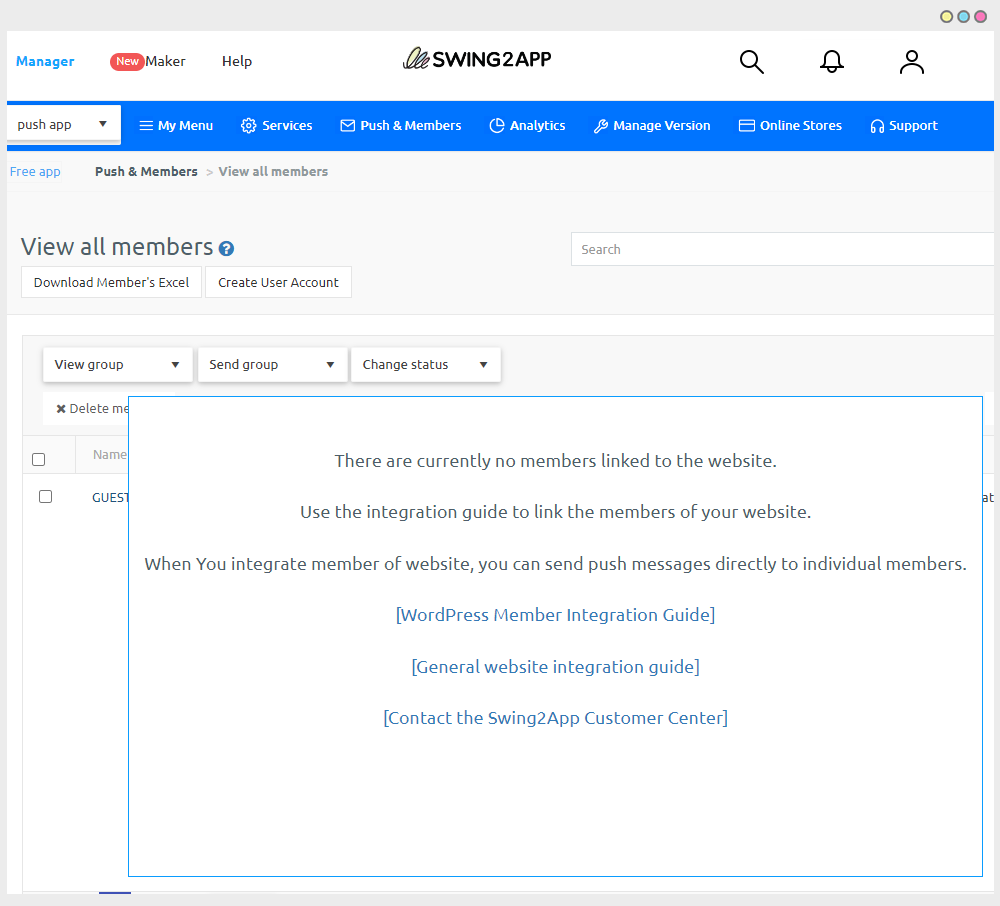 Manager New Maker Help SWING2APP
push app My Menu Services Push & Members Analytics Manage Version Online Stores Support
Free app Push & Members > View all members
View all members ?
Search
Download Member's Excel Create User Account
View group Send group Change status
Delete
Name
GUEST
There are currently no members linked to the website.
Use the integration guide to link the members of your website.
When You integrate member of website, you can send push messages directly to individual members.
[WordPress Member Integration Guide]
[General website integration guide]
[Contact the Swing2App Customer Center]